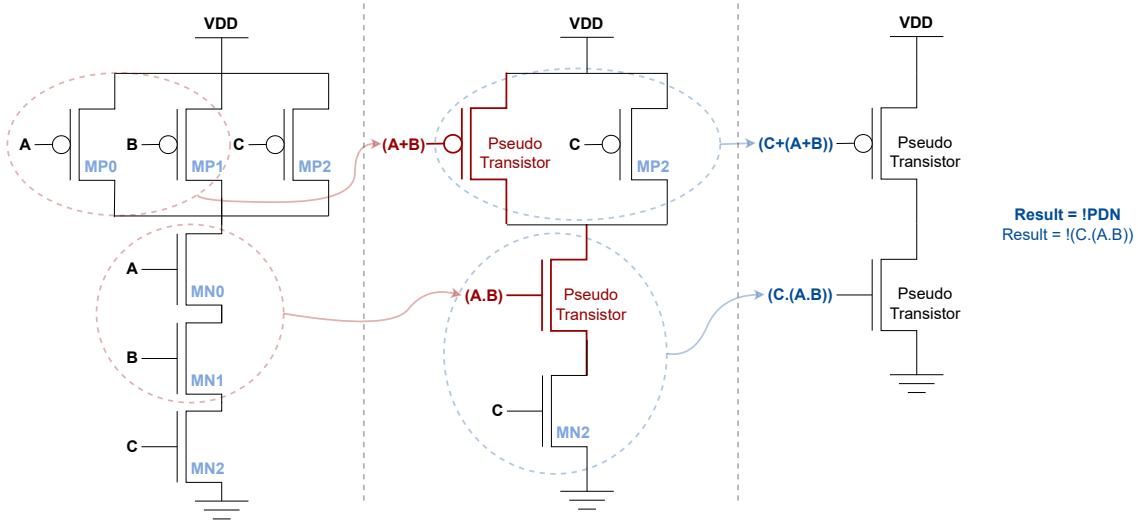 VDD
A
MP0
B
MP1
C
MP2
A
MN0
B
MN1
C
MN2
VDD
(A+B)
Pseudo
Transistor
C
MP2
(A.B)
Pseudo
Transistor
C
MN2
VDD
(C+(A+B))
Pseudo
Transistor
(C.(A.B))
Pseudo
Transistor
Result = !PDN
Result = !(C.(A.B))